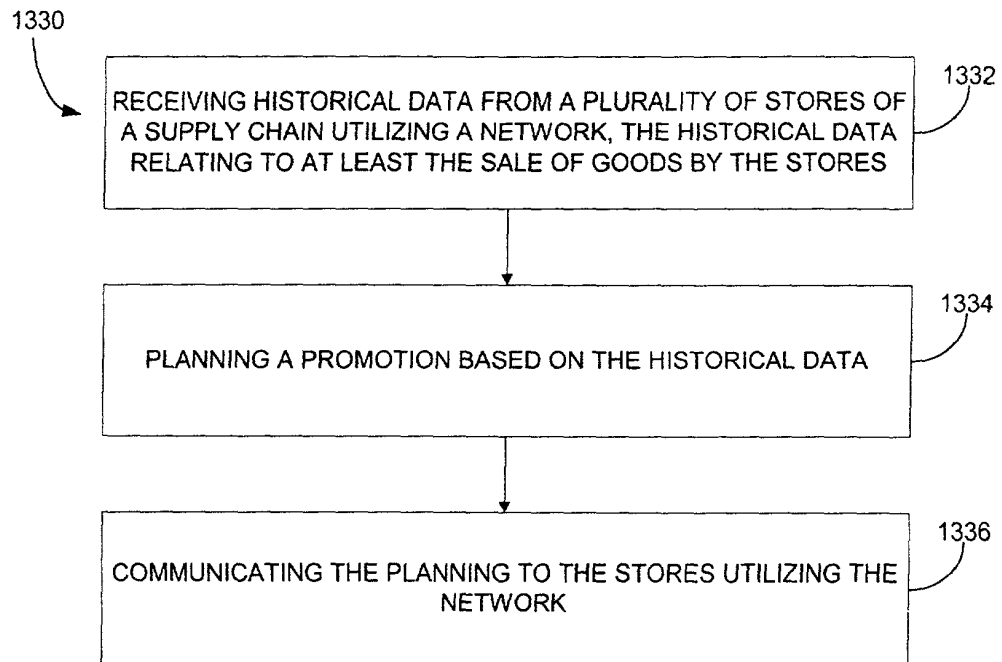 1330
1332
RECEIVING HISTORICAL DATA FROM A PLURALITY OF STORES OF
A SUPPLY CHAIN UTILIZING A NETWORK, THE HISTORICAL DATA
RELATING TO AT LEAST THE SALE OF GOODS BY THE STORES
1334
PLANNING A PROMOTION BASED ON THE HISTORICAL DATA
1336
COMMUNICATING THE PLANNING TO THE STORES UTILIZING THE
NETWORK